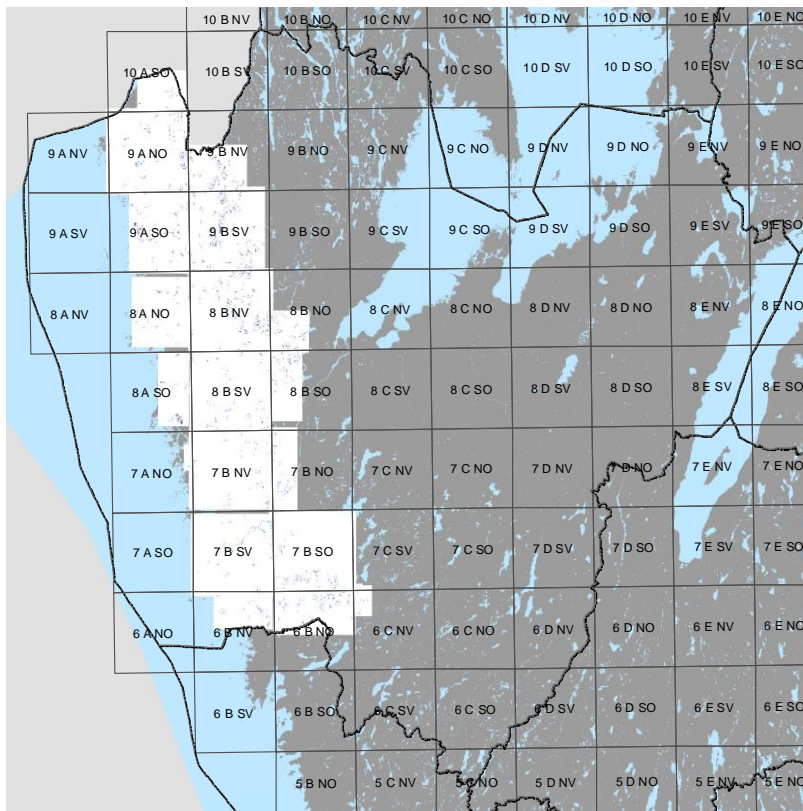 10 B NV 10 B NO 10 C NV 10 C NO 10 D NV 10 D NO 10 E NV 10 E NO
10 A SO 10 B SV 10 B SO 10 C SV 10 C SO 10 D SV 10 D SO 10 E SV 10 E SO
9 A NV 9 A NO 9 B NV 9 B NO 9 C NV 9 C NO 9 D NV 9 D NO 9 E NV 9 E NO
9 A SV 9 A SO 9 B SV 9 B SO 9 C SV 9 C SO 9 D SV 9 D SO 9 E SV 9 E SO
8 A NV 8 A NO 8 B NV 8 B NO 8 C NV 8 C NO 8 D NV 8 D NO 8 E NV 8 E NO
8 A SO 8 B SV 8 B SO 8 C SV 8 C SO 8 D SV 8 D SO 8 E SV 8 E SO
7 A NO 7 B NV 7 B NO 7 C NV 7 C NO 7 D NV 7 D NO 7 E NV 7 E NO
7 A SO 7 B SV 7 B SO 7 C SV 7 C SO 7 D SV 7 D SO 7 E SV 7 E SO
6 A NO 6 B NV 6 B NO 6 C NV 6 C NO 6 D NV 6 D NO 6 E NV 6 E NO
6 B SV 6 B SO 6 C SV 6 C SO 6 D SV 6 D SO 6 E SV 6 E SO
5 B NO 5 C NV 5 C NO 5 D NV 5 D NO 5 E NV 5 E NO